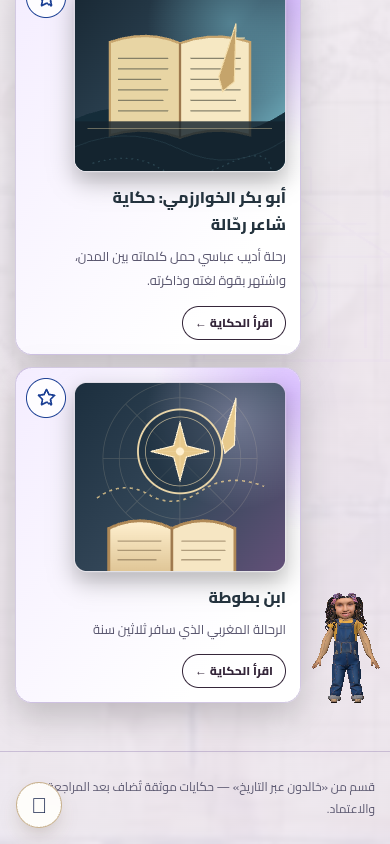 أبو بكر الخوارزمي: حكاية
شاعر رحّالة
رحلة أديب عباسي حمل كلماته بين المدن،
واشتهر بقوة لغته وذاكرته.
اقرأ الحكاية ←
ابن بطوطة
الرحالة المغربي الذي سافر ثلاثين سنة
اقرأ الحكاية ←
قسم من «خالدون عبر التاريخ» — حكايات موثقة تُضاف بعد المراجعة
والاعتماد.